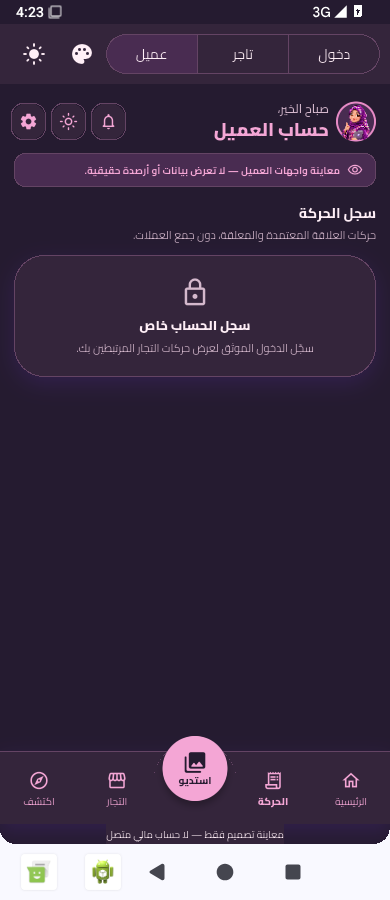 4:23
3G
دخول
تاجر
عميل
صباح الخير،
حساب العميل
معاينة واجهات العميل — لا تعرض بيانات أو أرصدة حقيقية.
سجل الحركة
حركات العلاقة المعتمدة والمعلقة، دون جمع العملات.
سجل الحساب خاص
سجّل الدخول الموثق لعرض حركات التجار المرتبطين بك.
الرئيسية
الحركة
استديو
التجار
اكتشف
معاينة تصميم فقط — لا حساب مالي متصل